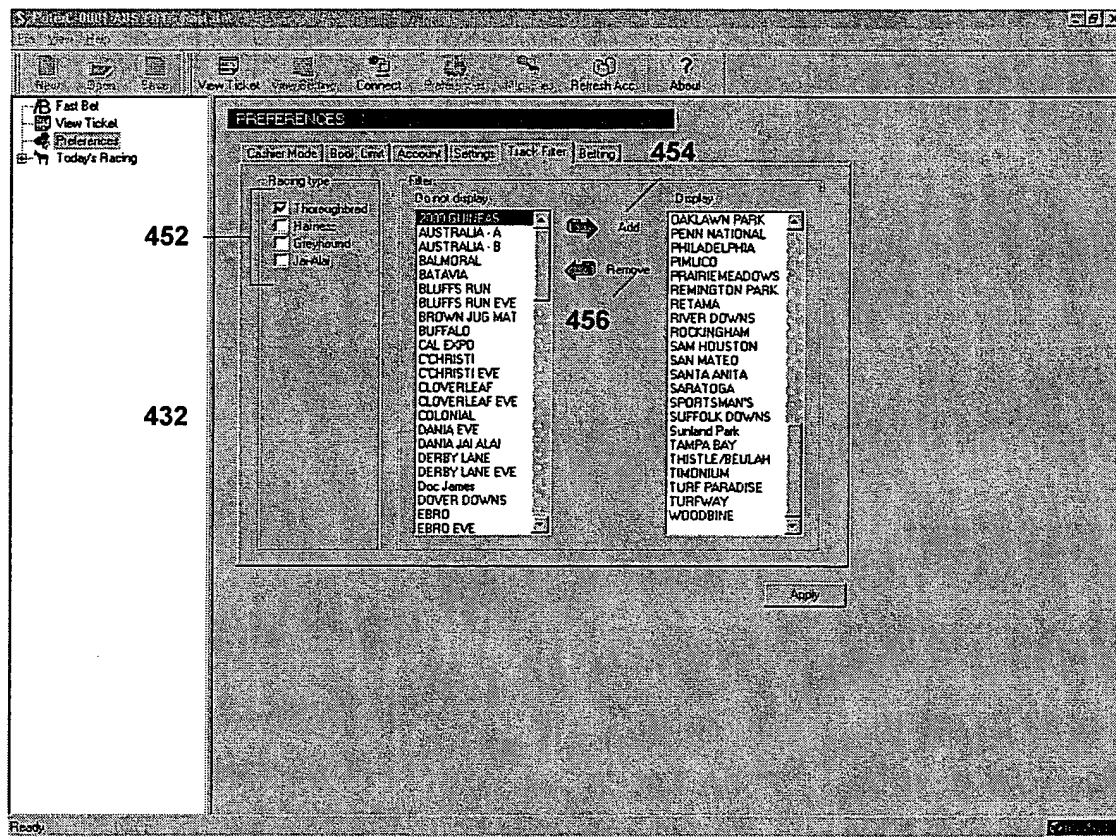 File View Help
New Open Save View Ticket Connect Preferences Refresh Acc. About
Fast Bet
View Ticket
Preferences
Today's Racing
PREFERENCES
Cashier Mode Book Limit Account Settings Track Filter Betting 454
Racing type
Thoroughbred
Harness
Greyhound
Jai-Alai
452
432
Filter
Do not display
2000 GUINEAS
AUSTRALIA - A
AUSTRALIA - B
BALMORAL
BATAVIA
BLUFFS RUN
BLUFFS RUN EVE
BROWN JUG MAT
BUFFALO
CAL EXPO
C'CHRISTI
C'CHRISTI EVE
CLOVERLEAF
CLOVERLEAF EVE
COLONIAL
DANIA EVE
DANIA JAI ALAI
DERBY LANE
DERBY LANE EVE
Doc James
DOVER DOWNS
EBRO
EBRO EVE
Add
Remove
456
Display
OAKLAWN PARK
PENN NATIONAL
PHILADELPHIA
PIMLICO
PRAIRIEMEADOWS
REMINGTON PARK
RETAMA
RIVER DOWNS
ROCKINGHAM
SAM HOUSTON
SAN MATEO
SANTA ANITA
SARATOGA
SPORTSMAN'S
SUFFOLK DOWNS
Sunland Park
TAMPA BAY
THISTLE/BEULAH
TIMONIUM
TURF PARADISE
TURFWAY
WOODBINE
Apply
Ready